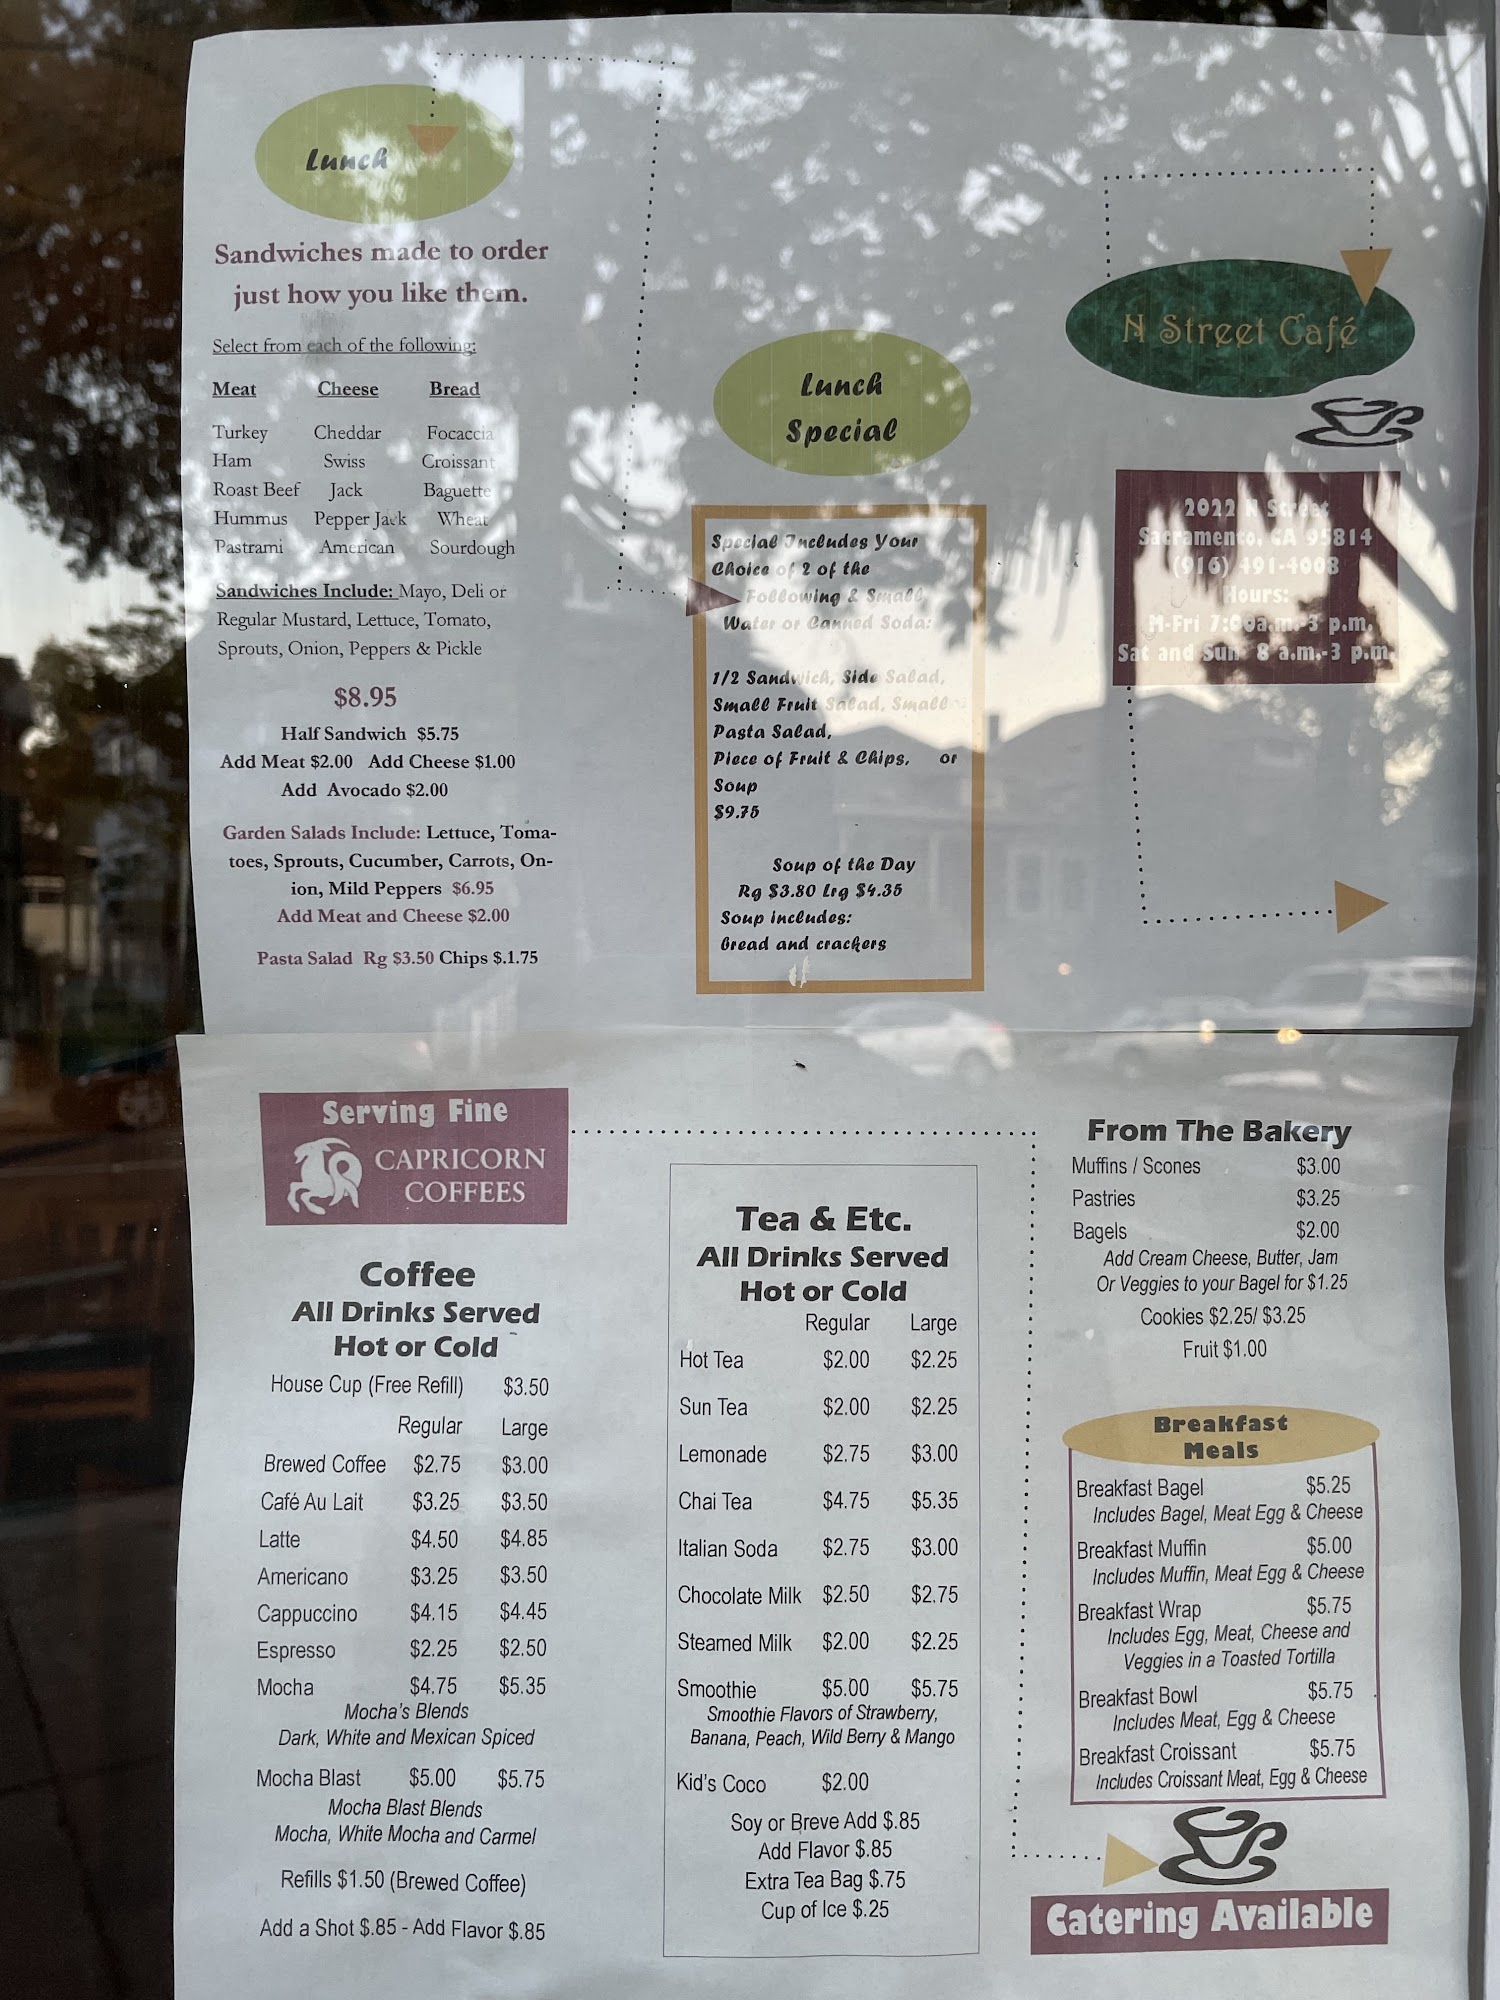 Lunch
Sandwiches made to order
just how you like them.
Select from each of the following:
Meat Cheese Bread
Turkey Cheddar Focaccia
Ham Swiss Croissant
Roast Beef Jack Baguette
Hummus Pepper Jack Wheat
Pastrami American Sourdough
Sandwiches Include: Mayo, Deli or
Regular Mustard, Lettuce, Tomato,
Sprouts, Onion, Peppers & Pickle
$8.95
Half Sandwich $5.75
Add Meat $2.00 Add Cheese $1.00
Add Avocado $2.00
Garden Salads Include: Lettuce, Toma-
toes, Sprouts, Cucumber, Carrots, On-
ion, Mild Peppers $6.95
Add Meat and Cheese $2.00
Pasta Salad Rg $3.50 Chips $.1.75
Lunch
Special
Special Includes Your
Choice of 2 of the
Following & Small
Water or Canned Soda:
1/2 Sandwich, Side Salad,
Small Fruit Salad, Small
Pasta Salad,
Piece of Fruit & Chips, or
Soup
$9.75
Soup of the Day
Rg $3.80 Lrg $4.35
Soup includes:
bread and crackers
N Street Café
2022 N Street
Sacramento, CA 95814
(916) 491-4008
Hours:
M-Fri 7:00a.m.-3 p.m.
Sat and Sun 8 a.m.-3 p.m.
Serving Fine
CAPRICORN
COFFEES
Coffee
All Drinks Served
Hot or Cold
House Cup (Free Refill) $3.50
Regular Large
Brewed Coffee $2.75 $3.00
Café Au Lait $3.25 $3.50
Latte $4.50 $4.85
Americano $3.25 $3.50
Cappuccino $4.15 $4.45
Espresso $2.25 $2.50
Mocha $4.75 $5.35
Mocha's Blends
Dark, White and Mexican Spiced
Mocha Blast $5.00 $5.75
Mocha Blast Blends
Mocha, White Mocha and Carmel
Refills $1.50 (Brewed Coffee)
Add a Shot $.85 - Add Flavor $.85
Tea & Etc.
All Drinks Served
Hot or Cold
Regular Large
Hot Tea $2.00 $2.25
Sun Tea $2.00 $2.25
Lemonade $2.75 $3.00
Chai Tea $4.75 $5.35
Italian Soda $2.75 $3.00
Chocolate Milk $2.50 $2.75
Steamed Milk $2.00 $2.25
Smoothie $5.00 $5.75
Smoothie Flavors of Strawberry,
Banana, Peach, Wild Berry & Mango
Kid's Coco $2.00
Soy or Breve Add $.85
Add Flavor $.85
Extra Tea Bag $.75
Cup of Ice $.25
From The Bakery
Muffins / Scones $3.00
Pastries $3.25
Bagels $2.00
Add Cream Cheese, Butter, Jam
Or Veggies to your Bagel for $1.25
Cookies $2.25/ $3.25
Fruit $1.00
Breakfast
Meals
Breakfast Bagel $5.25
Includes Bagel, Meat Egg & Cheese
Breakfast Muffin $5.00
Includes Muffin, Meat Egg & Cheese
Breakfast Wrap $5.75
Includes Egg, Meat, Cheese and
Veggies in a Toasted Tortilla
Breakfast Bowl $5.75
Includes Meat, Egg & Cheese
Breakfast Croissant $5.75
Includes Croissant Meat, Egg & Cheese
Catering Available